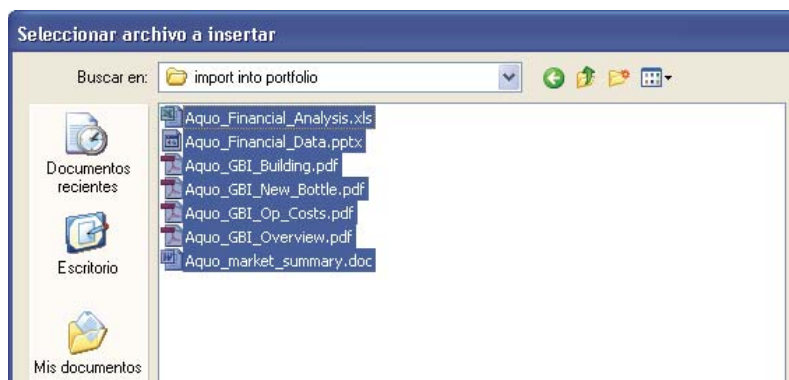 Seleccionar archivo a insertar
Buscar en: import into portfolio
Documentos
recientes
Escritorio
Mis documentos
Aquo_Financial_Analysis.xls
Aquo_Financial_Data.pptx
Aquo_GBI_Building.pdf
Aquo_GBI_New_Bottle.pdf
Aquo_GBI_Op_Costs.pdf
Aquo_GBI_Overview.pdf
Aquo_market_summary.doc